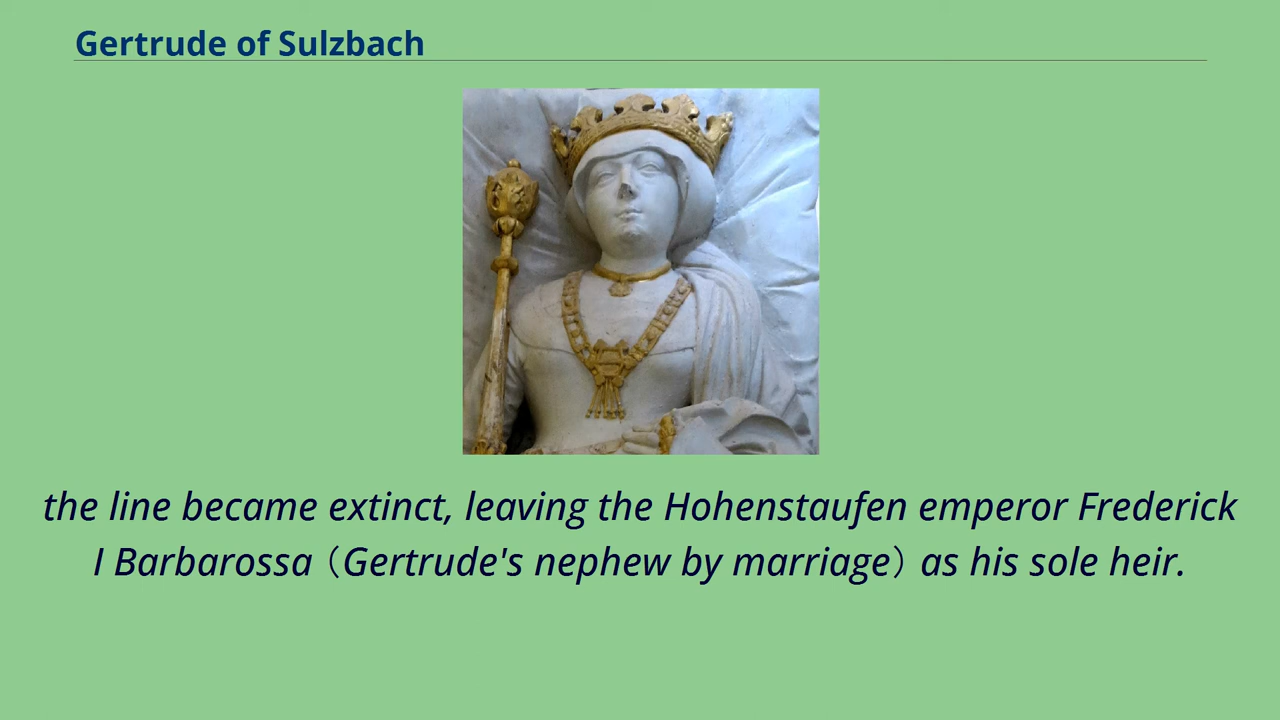 Gertrude of Sulzbach
the line became extinct, leaving the Hohenstaufen emperor Frederick
I Barbarossa（Gertrude's nephew by marriage）as his sole heir.